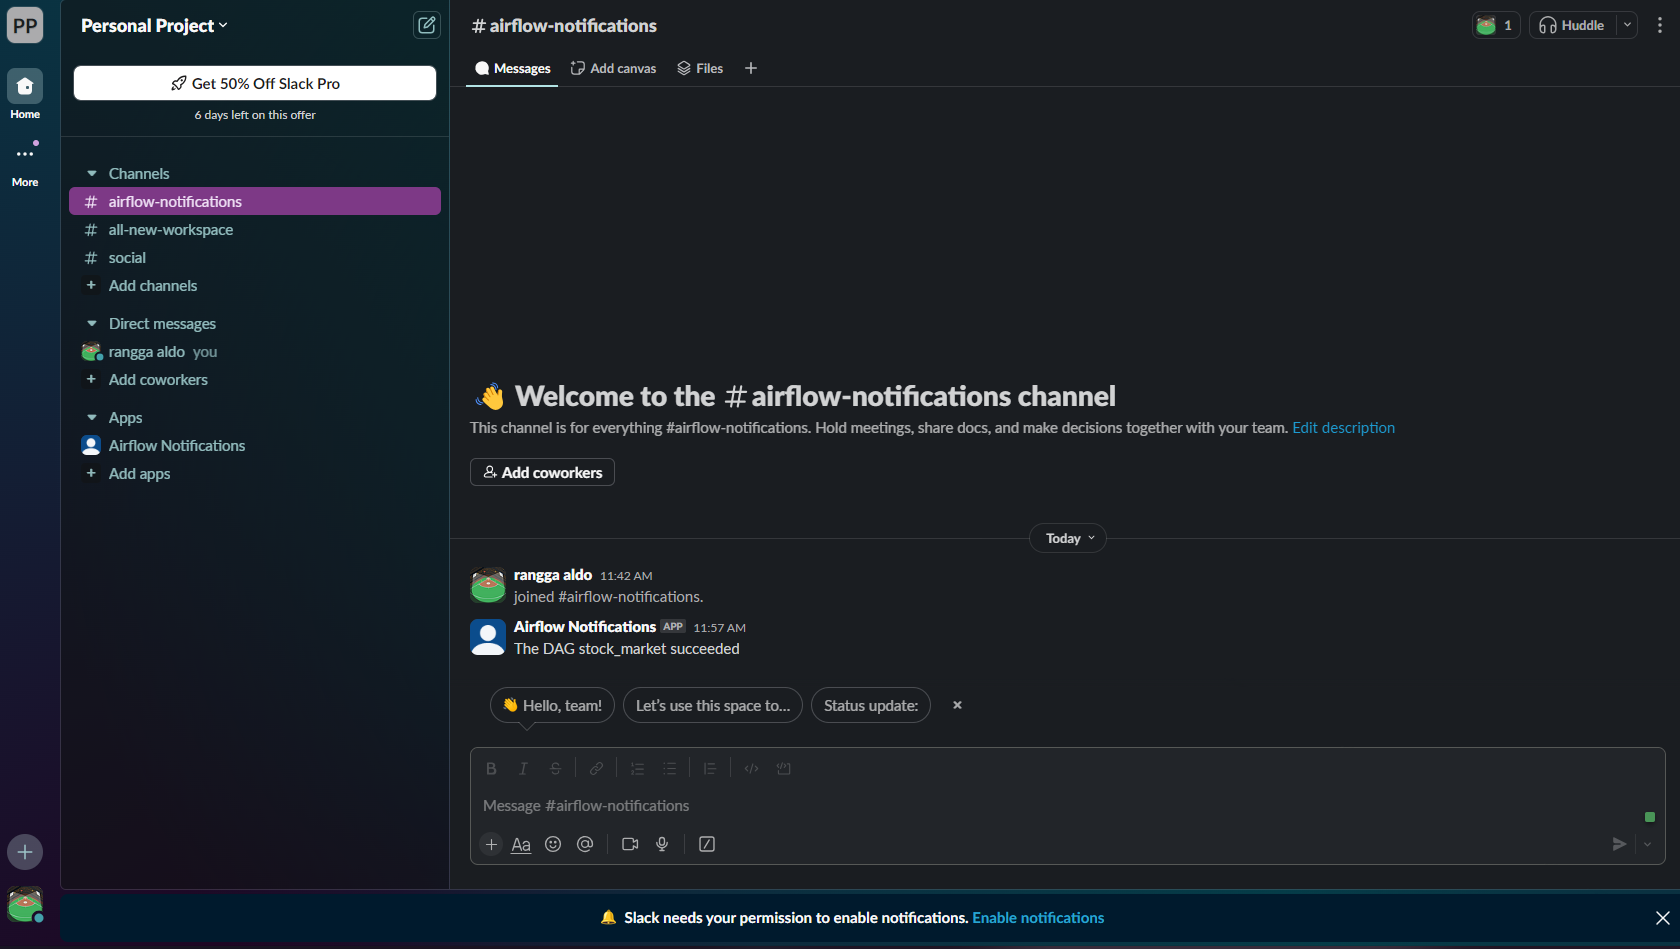 PP
Home
More
Personal Project
Get 50% Off Slack Pro
6 days left on this offer
Channels
# airflow-notifications
# all-new-workspace
# social
+ Add channels
Direct messages
rangga aldo you
+ Add coworkers
Apps
Airflow Notifications
+ Add apps
# airflow-notifications
1
Huddle
Messages
Add canvas
Files
+
👋 Welcome to the # airflow-notifications channel
This channel is for everything #airflow-notifications. Hold meetings, share docs, and make decisions together with your team. Edit description
Add coworkers
Today
rangga aldo 11:42 AM
joined #airflow-notifications.
Airflow Notifications APP 11:57 AM
The DAG stock_market succeeded
👋 Hello, team!
Let's use this space to...
Status update:
B I S
Message #airflow-notifications
+ Aa @
🔔 Slack needs your permission to enable notifications. Enable notifications